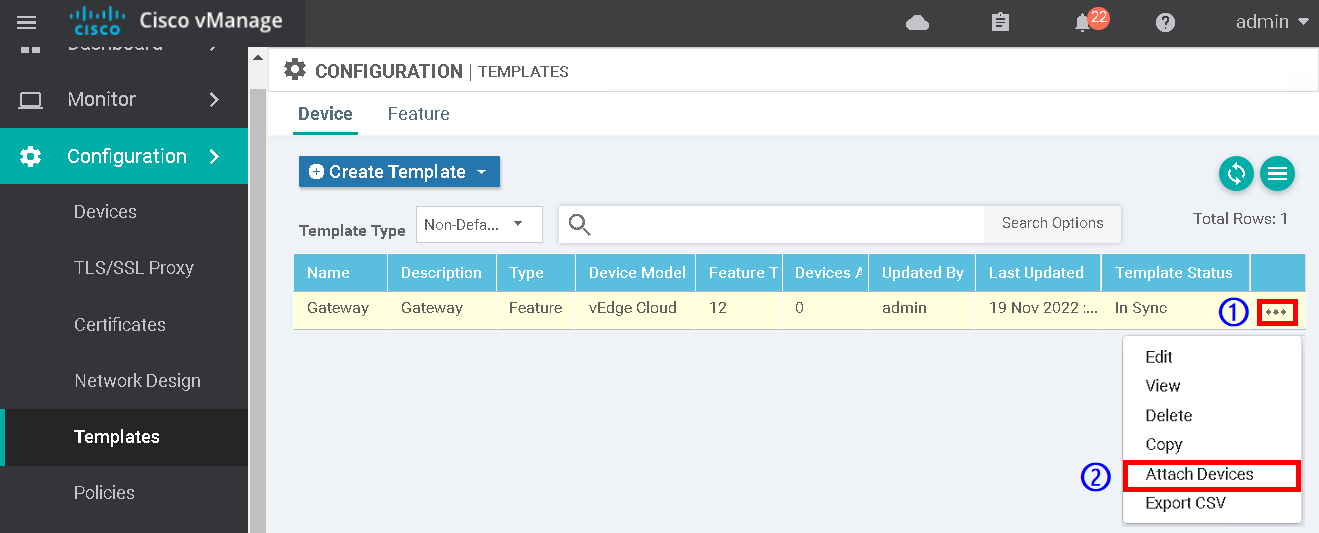 cisco Cisco vManage 22 admin
Dashboard
Monitor
Configuration
Devices
TLS/SSL Proxy
Certificates
Network Design
Templates
Policies
CONFIGURATION | TEMPLATES
Device Feature
Create Template
Template Type Non-Defa... Search Options Total Rows: 1
Name Description Type Device Model Feature T Devices A Updated By Last Updated Template Status
Gateway Gateway Feature vEdge Cloud 12 0 admin 19 Nov 2022 :... In Sync ① •••
Edit
View
Delete
Copy
② Attach Devices
Export CSV